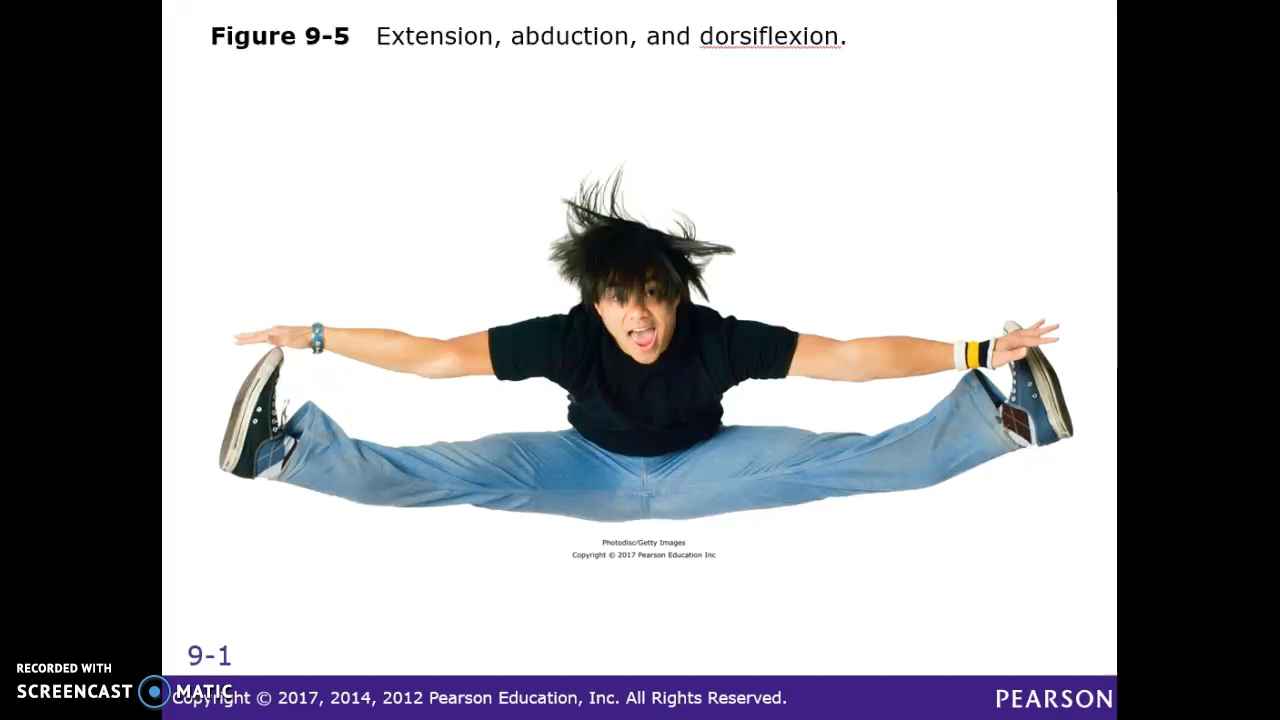 Figure 9-5 Extension, abduction, and dorsiflexion.
Photodisc/Getty Images
Copyright © 2017 Pearson Education Inc
9-1
RECORDED WITH
SCREENCAST MATIC
Copyright © 2017, 2014, 2012 Pearson Education, Inc. All Rights Reserved.
PEARSON